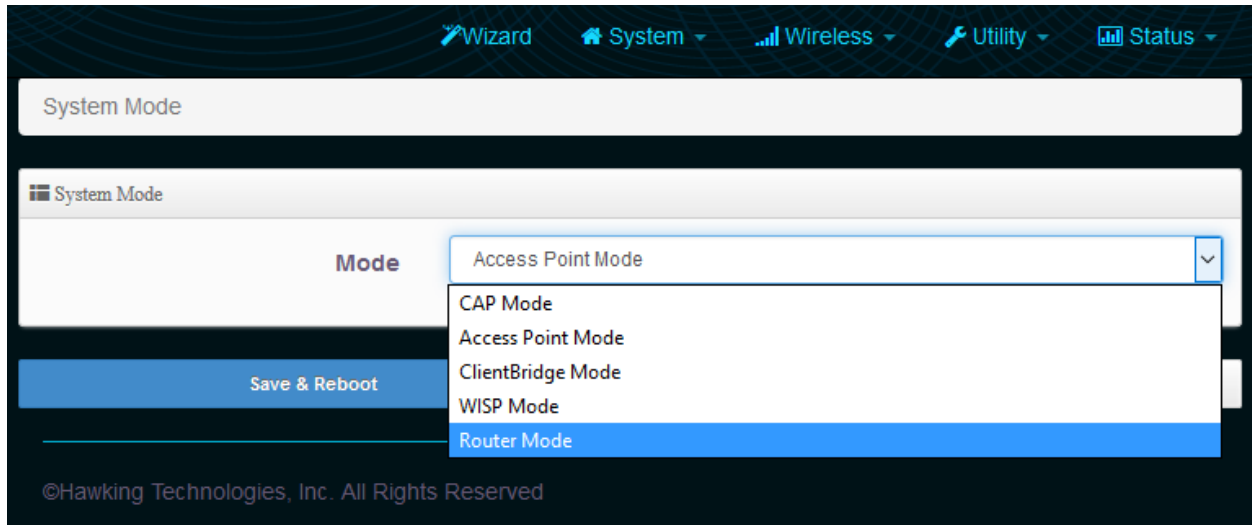 Wizard System Wireless Utility Status
System Mode
System Mode
Mode Access Point Mode
CAP Mode
Access Point Mode
ClientBridge Mode
WISP Mode
Router Mode
Save & Reboot
©Hawking Technologies, Inc. All Rights Reserved